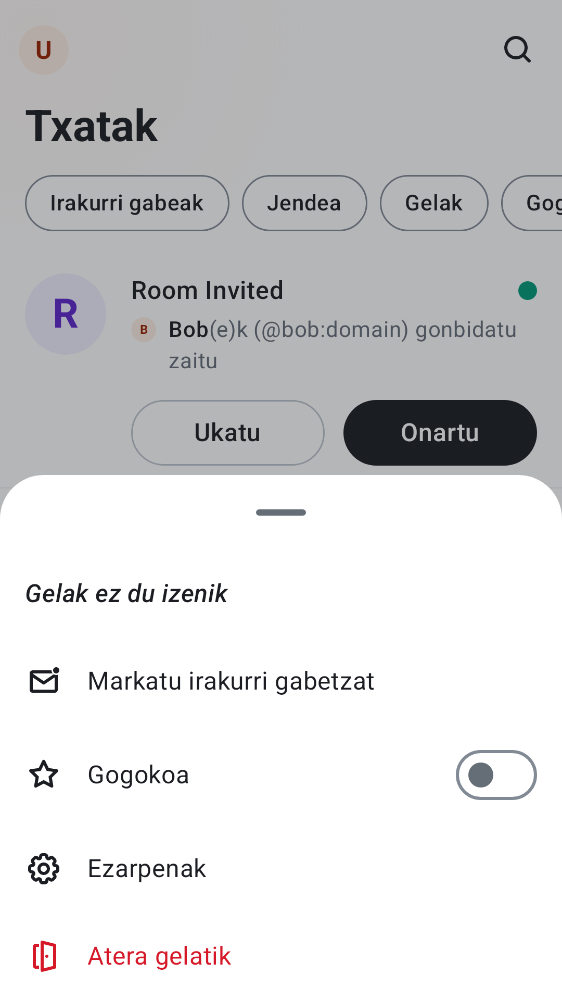 U
Txatak
Irakurri gabeak
Jendea
Gelak
Gog
R
Room Invited
B
Bob(e)k (@bob:domain) gonbidatu
zaitu
Ukatu
Onartu
Gelak ez du izenik
Markatu irakurri gabetzat
Gogokoa
Ezarpenak
Atera gelatik